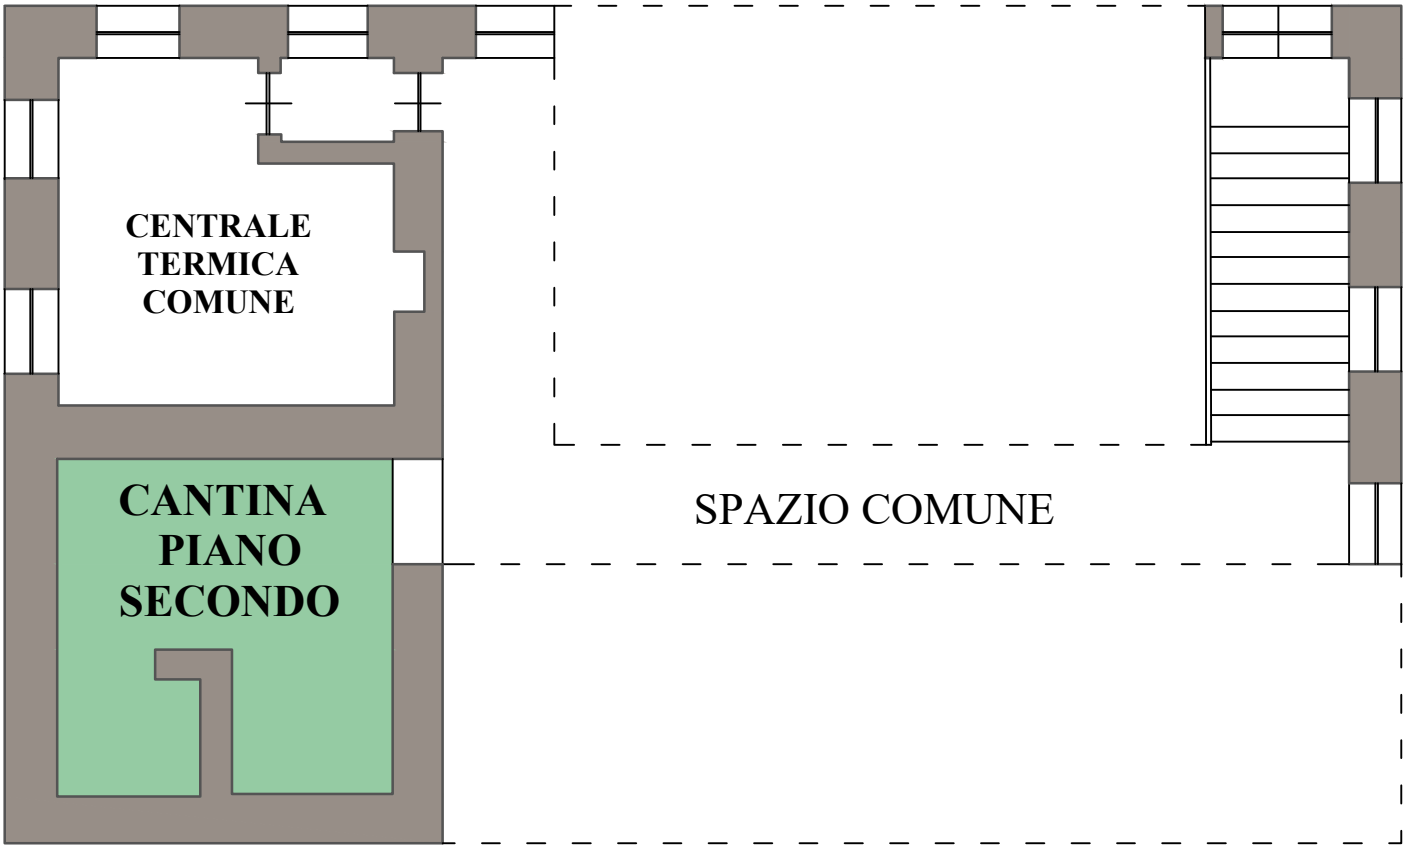 CENTRALE
TERMICA
COMUNE
CANTINA
PIANO
SECONDO
SPAZIO COMUNE